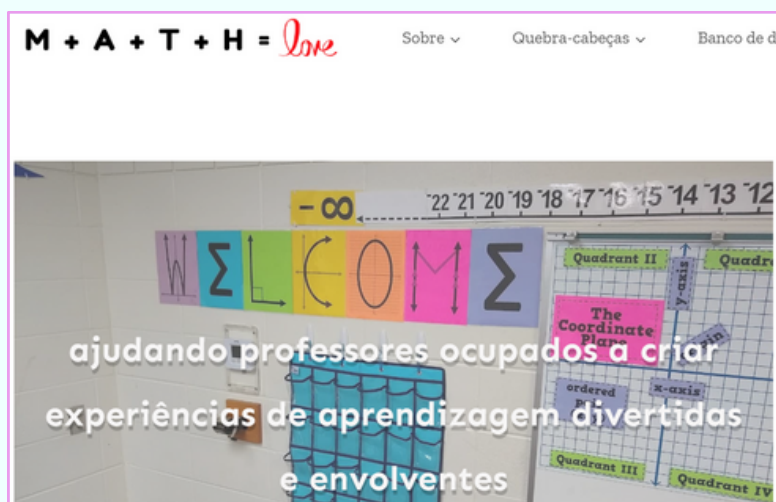 M + A + T + H = love
Sobre
Quebra-cabeças
Banco de d
- ∞
-22 -21 -20 -19 -18 -17 -16 -15 -14 -13 -12
WΣLCOMΣ
Quadrant II
Quadr
y-axis
The
Coordinate
Plane
ajudando professores ocupados a criar
ordered
x-axis
experiências de aprendizagem divertidas
Quadrant III
Quadrant IV
e envolventes